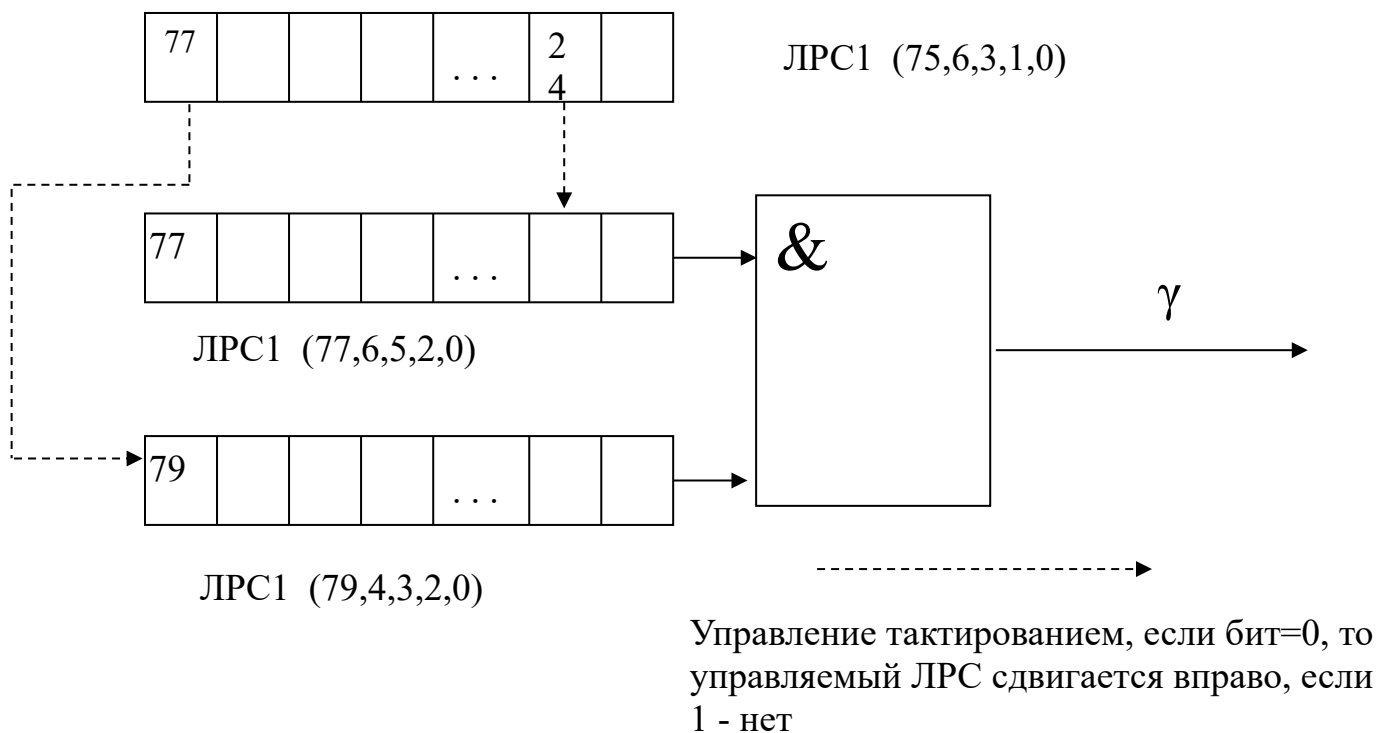 77
. . .
2
4
ЛРС1 (75,6,3,1,0)
77
. . .
&
γ
ЛРС1 (77,6,5,2,0)
79
. . .
ЛРС1 (79,4,3,2,0)
Управление тактированием, если бит=0, то
управляемый ЛРС сдвигается вправо, если
1 - нет